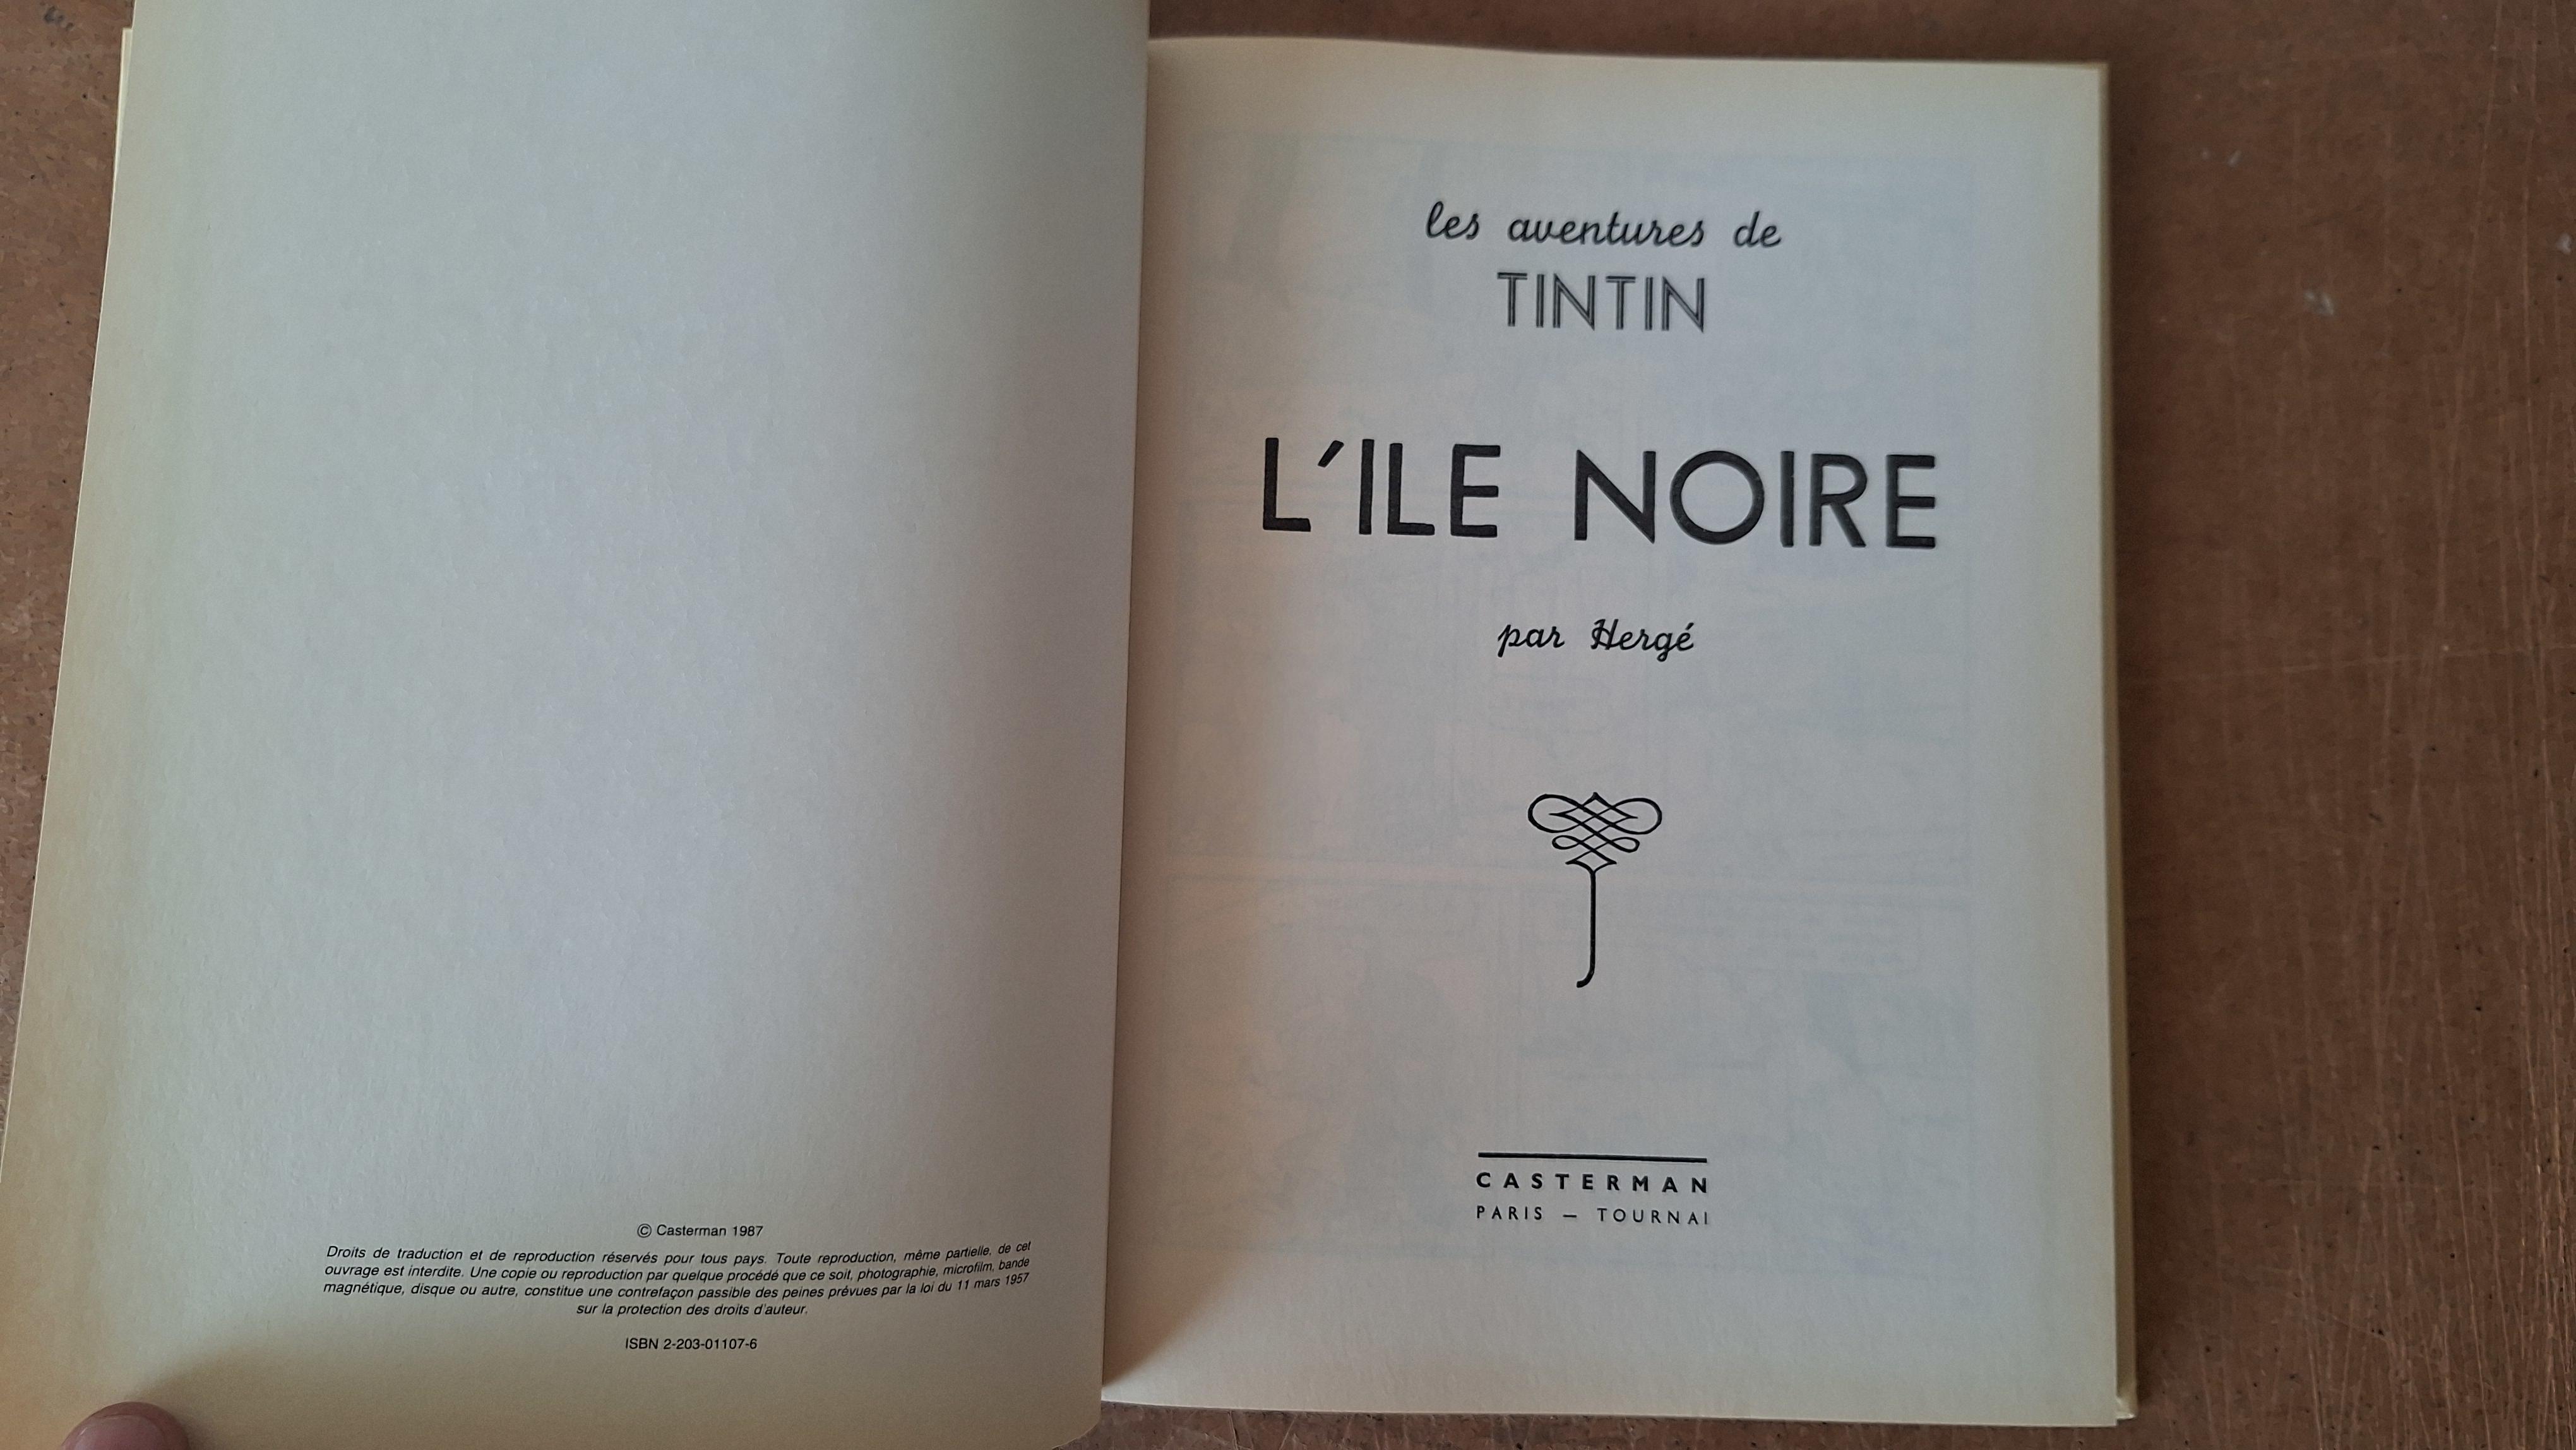 © Casterman 1987
Droits de traduction et de reproduction réservés pour tous pays. Toute reproduction, même partielle, de cet
ouvrage est interdite. Une copie ou reproduction par quelque procédé que ce soit, photographie, microfilm, bande
magnétique, disque ou autre, constitue une contrefaçon passible des peines prévues par la loi du 11 mars 1957
sur la protection des droits d'auteur.
ISBN 2-203-01107-6
les aventures de
TINTIN
L'ILE NOIRE
par Hergé
CASTERMAN
PARIS — TOURNAI